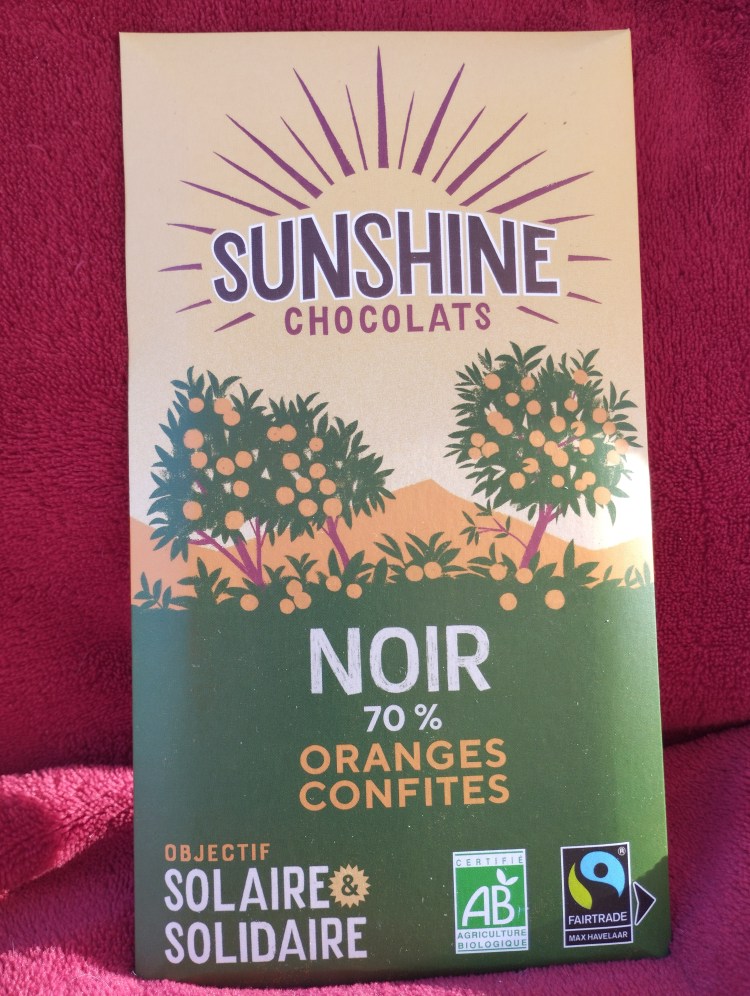 SUNSHINE
CHOCOLATS
NOIR
70 %
ORANGES
CONFITES
OBJECTIF
SOLAIRE &
SOLIDAIRE
CERTIFIÉ
AB
AGRICULTURE
BIOLOGIQUE
®
FAIRTRADE
MAX HAVELAAR